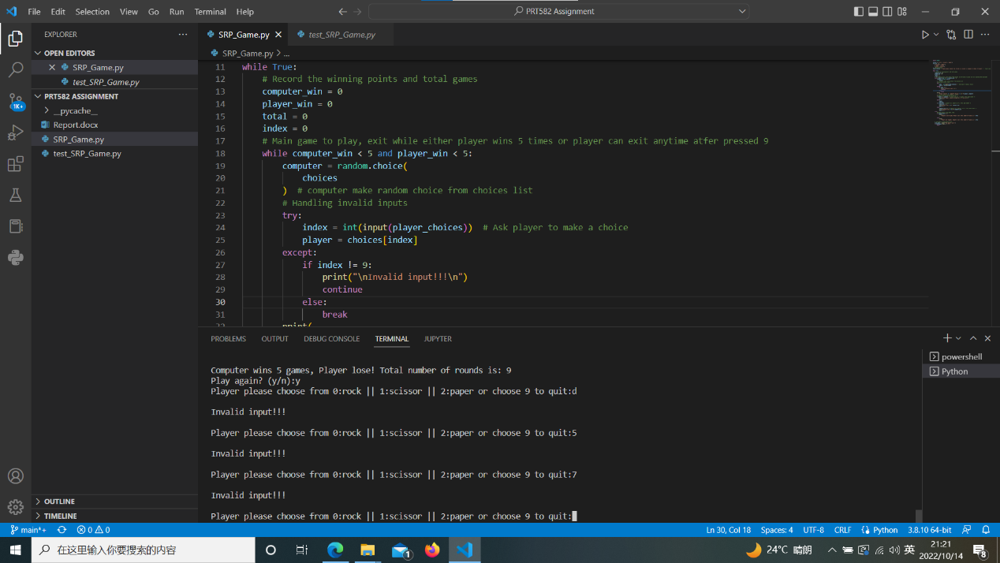 File Edit Selection View Go Run Terminal Help
PRT582 Assignment
EXPLORER
SRP_Game.py
test_SRP_Game.py
OPEN EDITORS
SRP_Game.py > ...
SRP_Game.py
test_SRP_Game.py
PRT582 ASSIGNMENT
__pycache__
Report.docx
SRP_Game.py
test_SRP_Game.py
1K+
11 while True:
12 # Record the winning points and total games
13 computer_win = 0
14 player_win = 0
15 total = 0
16 index = 0
17 # Main game to play, exit while either player wins 5 times or player can exit anytime atfer pressed 9
18 while computer_win < 5 and player_win < 5:
19 computer = random.choice(
20 choices
21 ) # computer make random choice from choices list
22 # Handling invalid inputs
23 try:
24 index = int(input(player_choices)) # Ask player to make a choice
25 player = choices[index]
26 except:
27 if index != 9:
28 print("\nInvalid input!!!\n")
29 continue
30 else:
31 break
32 print(
PROBLEMS OUTPUT DEBUG CONSOLE TERMINAL JUPYTER
powershell
Python
Computer wins 5 games, Player lose! Total number of rounds is: 9
Play again? (y/n):y
Player please choose from 0:rock || 1:scissor || 2:paper or choose 9 to quit:d
Invalid input!!!
Player please choose from 0:rock || 1:scissor || 2:paper or choose 9 to quit:5
Invalid input!!!
Player please choose from 0:rock || 1:scissor || 2:paper or choose 9 to quit:7
Invalid input!!!
Player please choose from 0:rock || 1:scissor || 2:paper or choose 9 to quit:
OUTLINE
TIMELINE
main*+ 0 0 Ln 30, Col 18 Spaces: 4 UTF-8 CRLF Python 3.8.10 64-bit
在这里输入你要搜索的内容
1
24°C 晴朗
英
21:21
2022/10/14
8